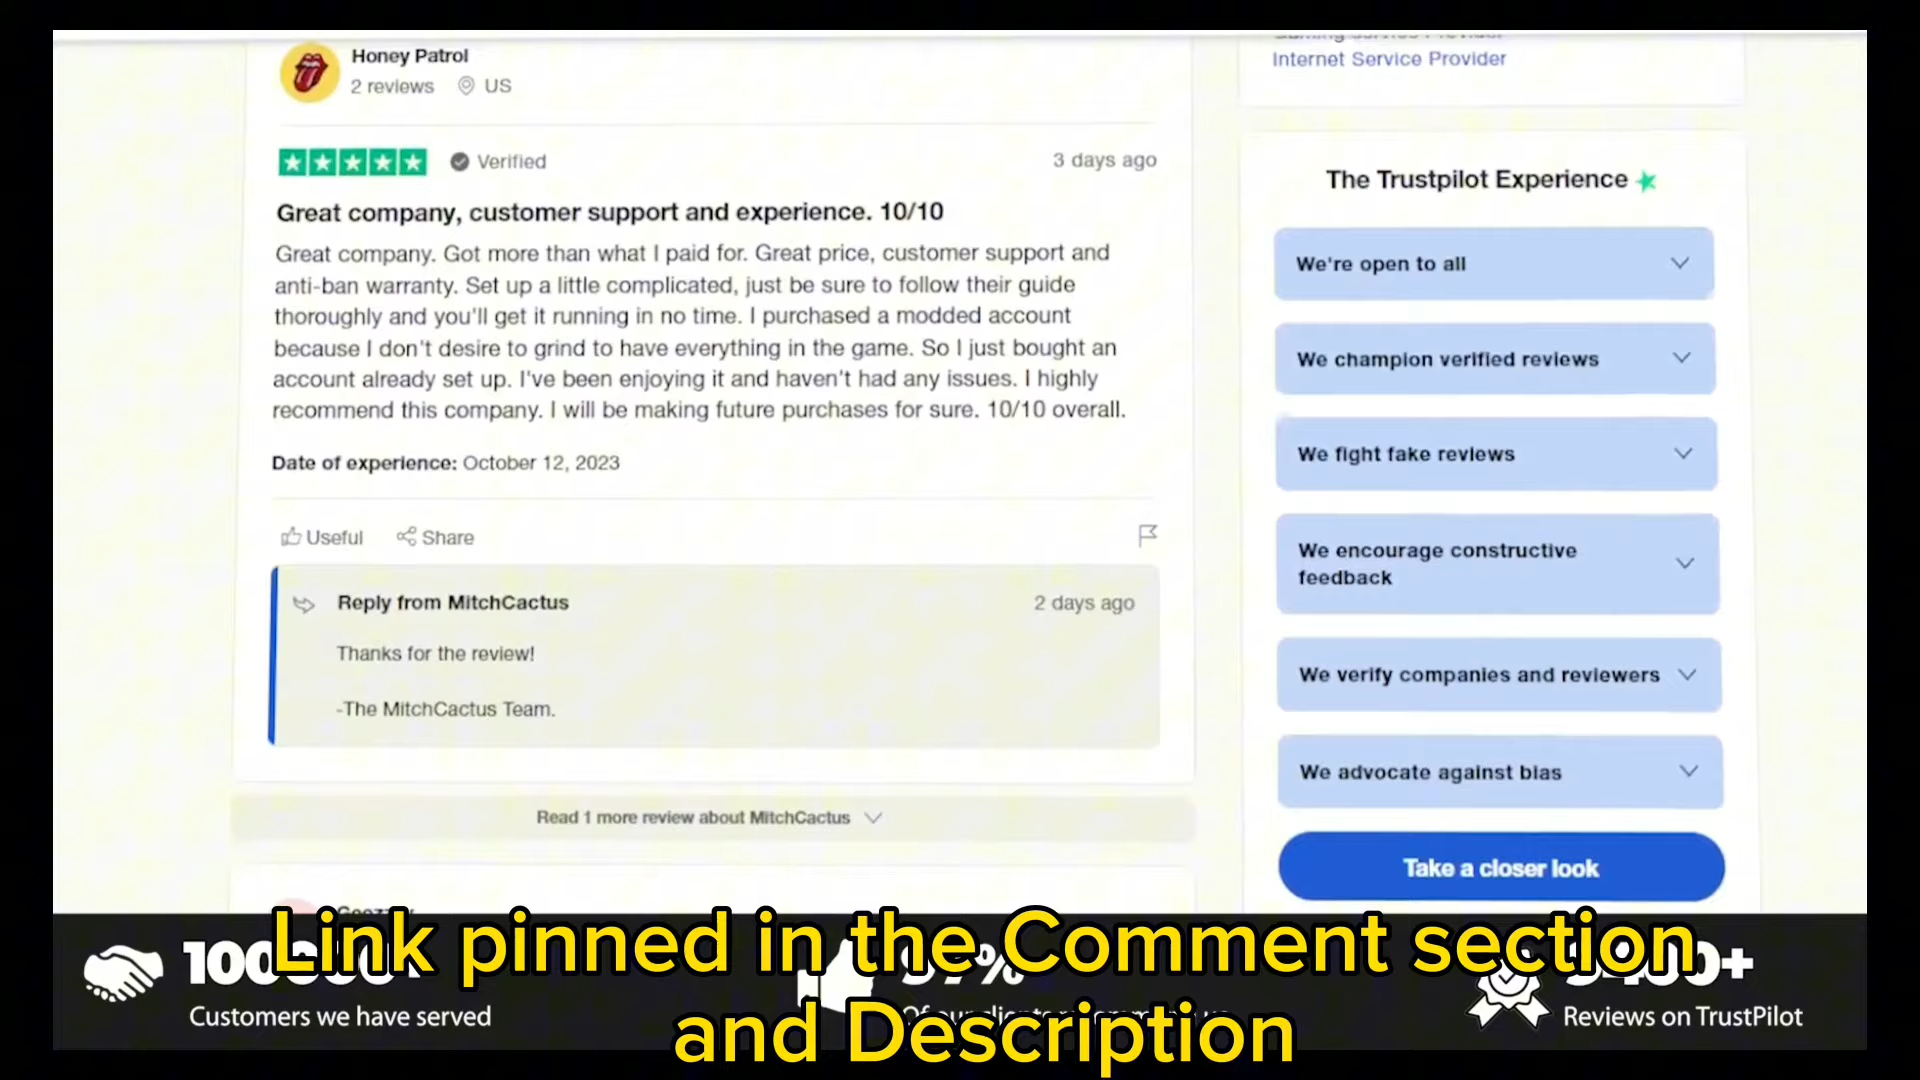 Honey Patrol
2 reviews US
Verified
3 days ago
Great company, customer support and experience. 10/10
Great company. Got more than what I paid for. Great price, customer support and
anti-ban warranty. Set up a little complicated, just be sure to follow their guide
thoroughly and you'll get it running in no time. I purchased a modded account
because I don't desire to grind to have everything in the game. So I just bought an
account already set up. I've been enjoying it and haven't had any issues. I highly
recommend this company. I will be making future purchases for sure. 10/10 overall.
Date of experience: October 12, 2023
Useful Share
Reply from MitchCactus
2 days ago
Thanks for the review!
-The MitchCactus Team.
Read 1 more review about MitchCactus
Internet Service Provider
The Trustpilot Experience
We're open to all
We champion verified reviews
We fight fake reviews
We encourage constructive
feedback
We verify companies and reviewers
We advocate against bias
Take a closer look
Link pinned in the Comment section
and Description
Customers we have served
Reviews on TrustPilot